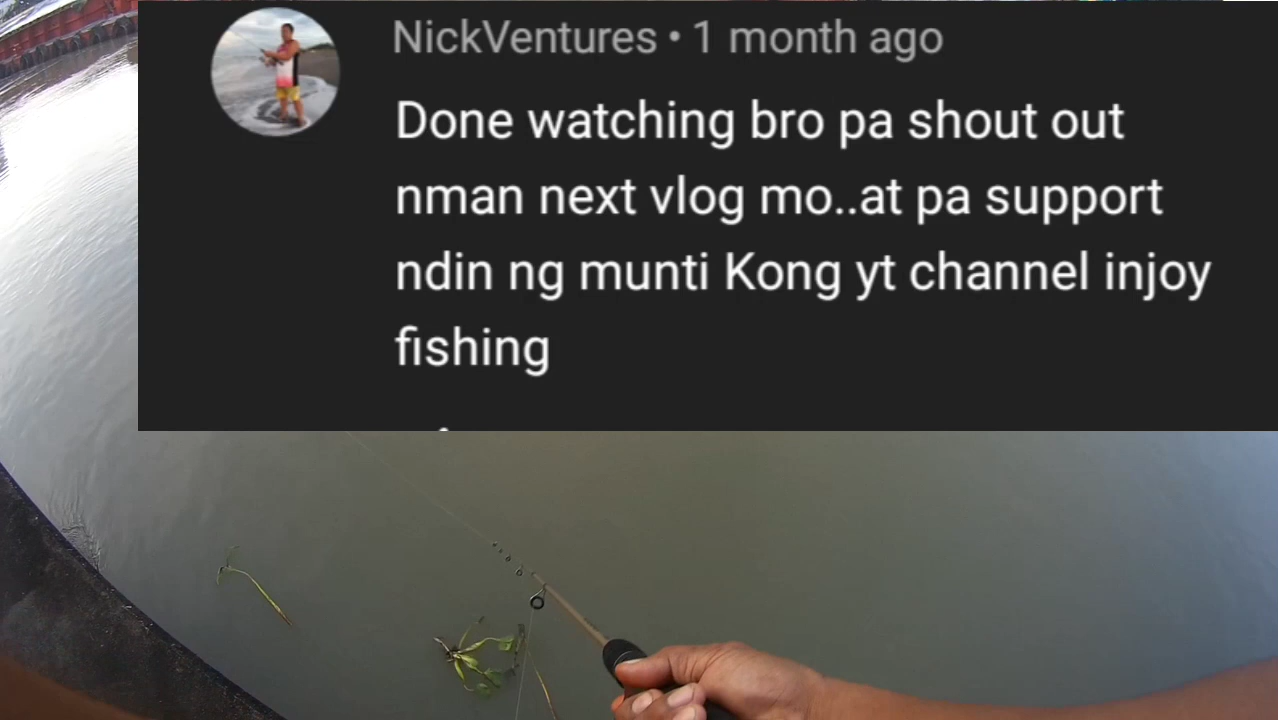 NickVentures • 1 month ago
Done watching bro pa shout out
nman next vlog mo..at pa support
ndin ng munti Kong yt channel injoy
fishing